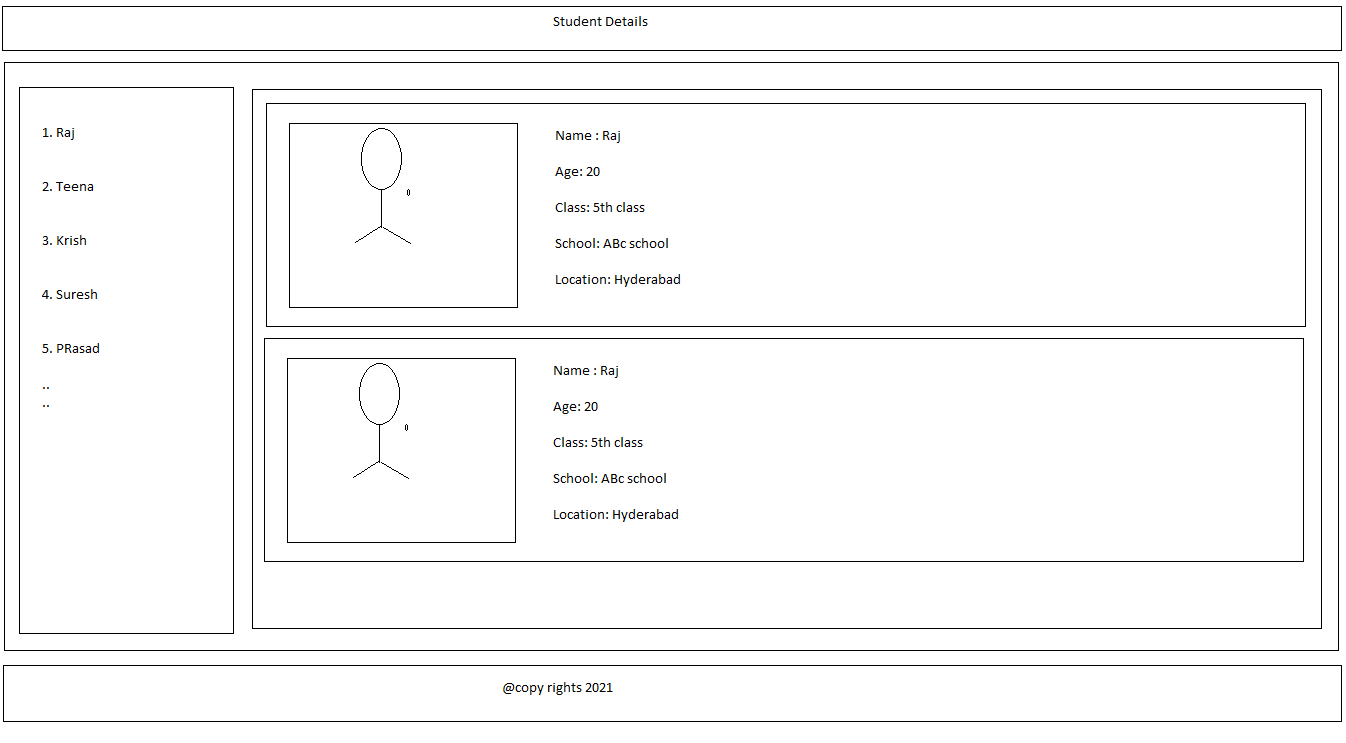 Student Details
1. Raj
2. Teena
3. Krish
4. Suresh
5. PRasad
..
..
Name : Raj
Age: 20
Class: 5th class
School: ABc school
Location: Hyderabad
Name : Raj
Age: 20
Class: 5th class
School: ABc school
Location: Hyderabad
@copy rights 2021